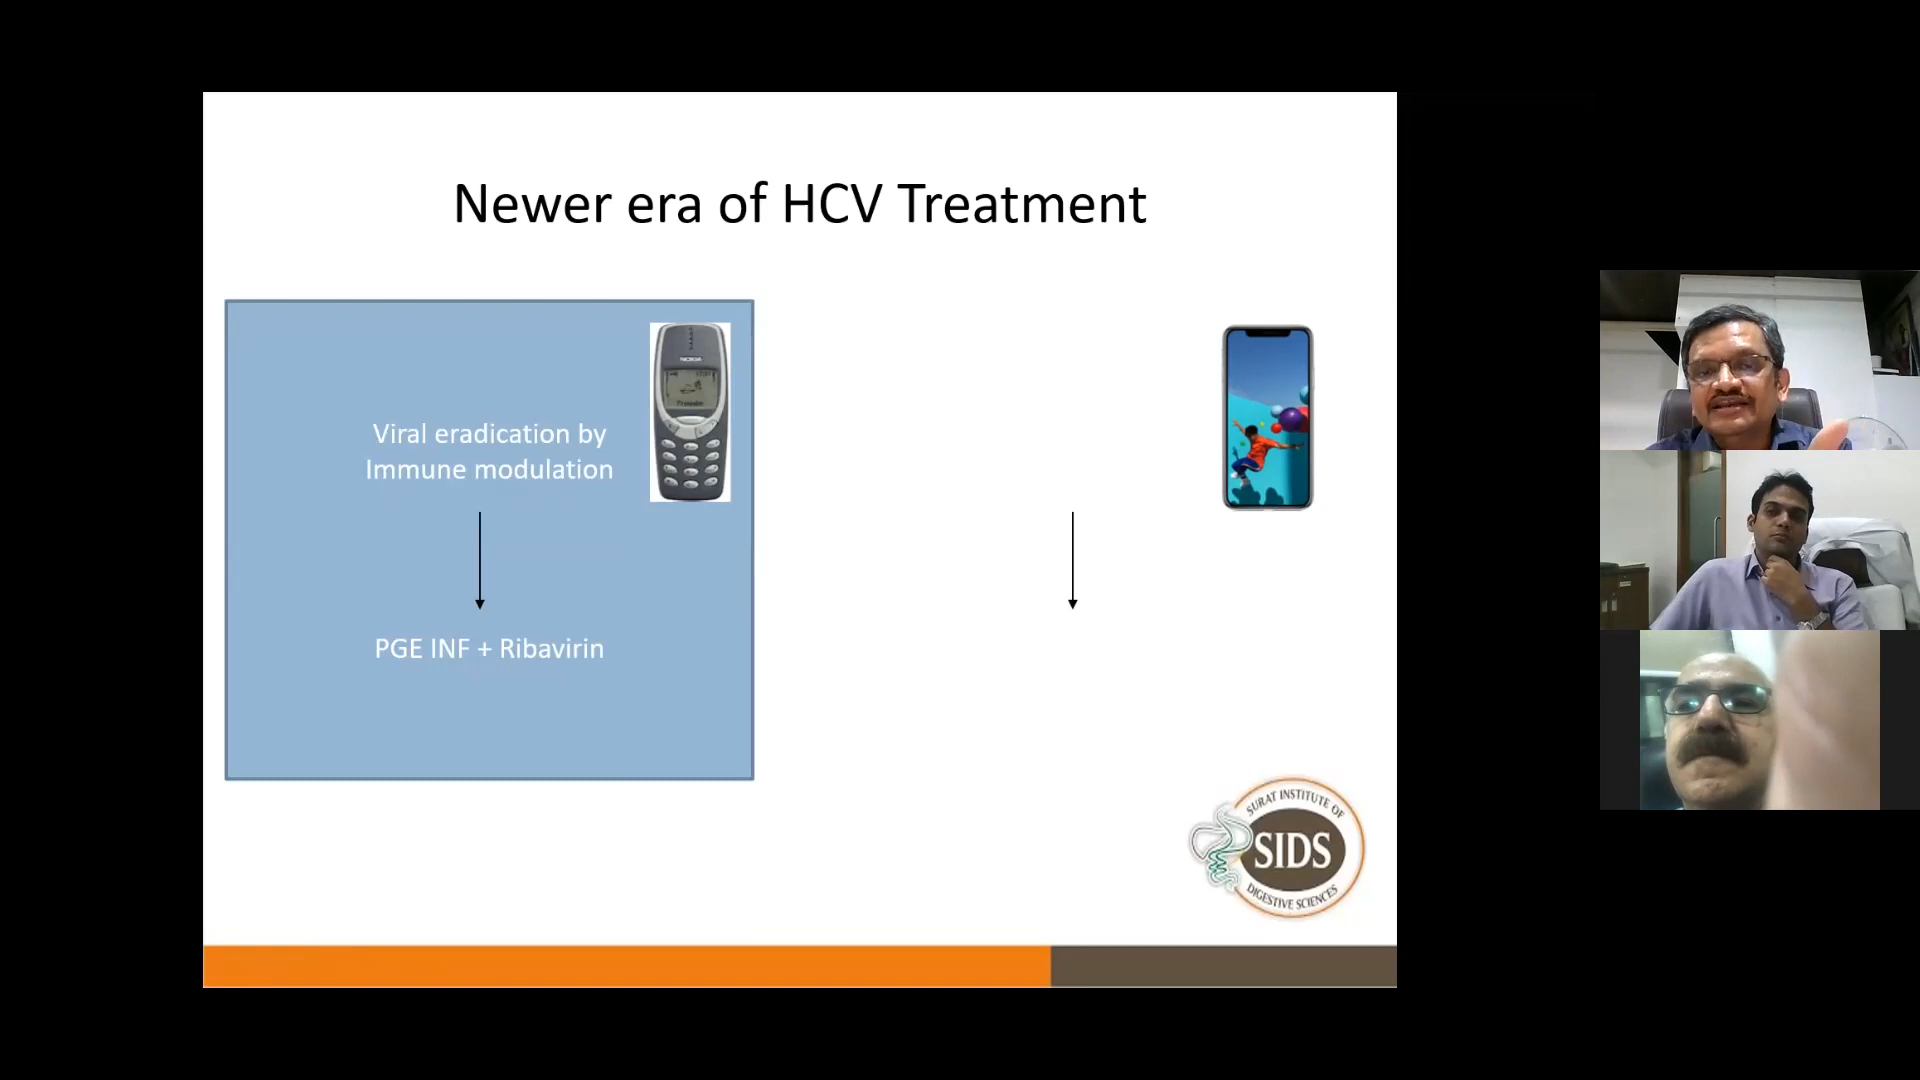 Newer era of HCV Treatment
NOKIA
Viral eradication by
Immune modulation
PGE INF + Ribavirin
SURAT INSTITUTE OF
SIDS
DIGESTIVE SCIENCES